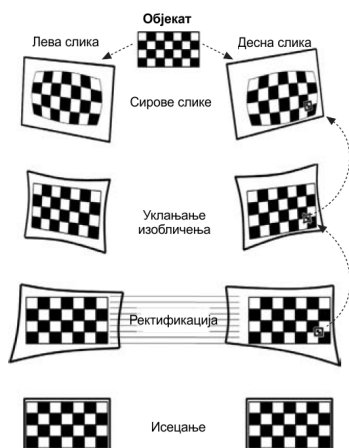 Објекат
Лева слика
Десна слика
Сирове слике
Уклањање
изобличења
Ректификација
Исецање